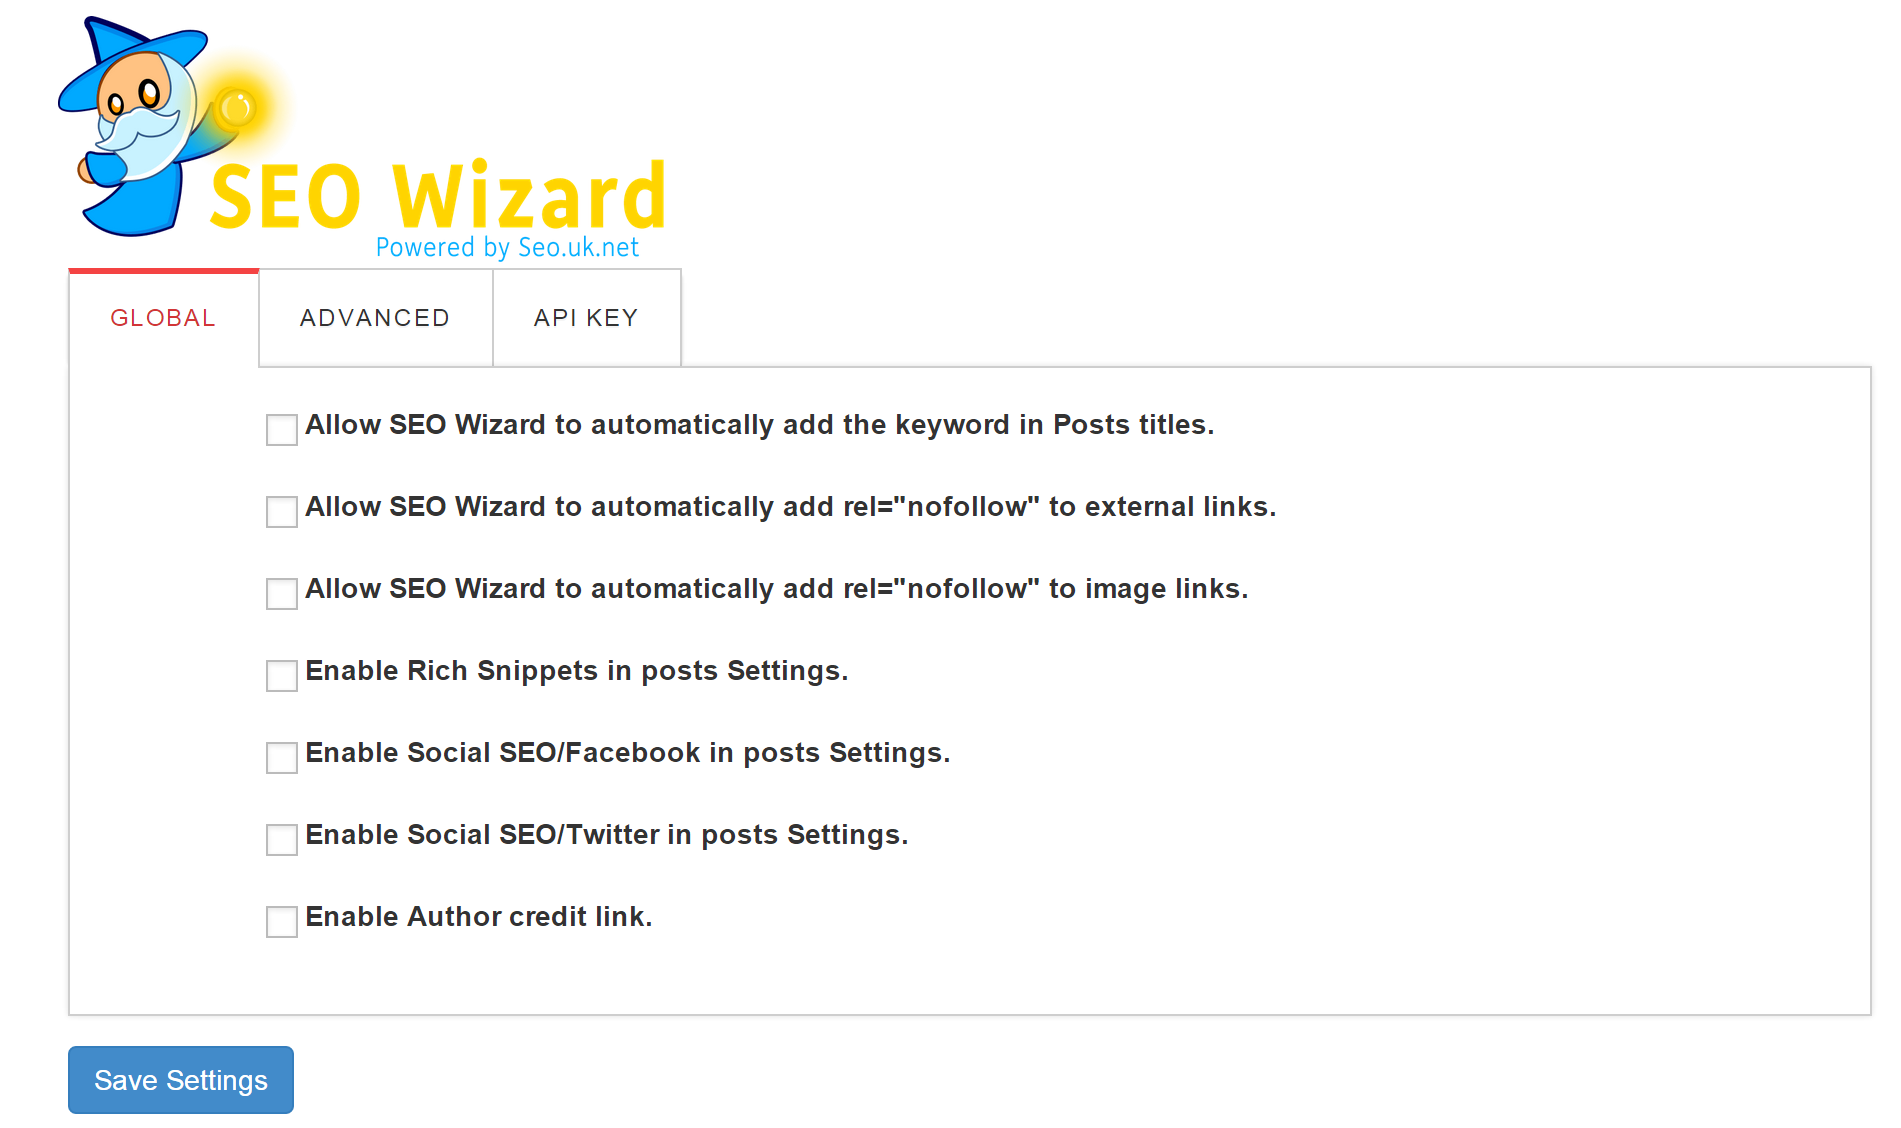 SEO Wizard
Powered by Seo.uk.net
GLOBAL
ADVANCED
API KEY
Allow SEO Wizard to automatically add the keyword in Posts titles.
Allow SEO Wizard to automatically add rel="nofollow" to external links.
Allow SEO Wizard to automatically add rel="nofollow" to image links.
Enable Rich Snippets in posts Settings.
Enable Social SEO/Facebook in posts Settings.
Enable Social SEO/Twitter in posts Settings.
Enable Author credit link.
Save Settings